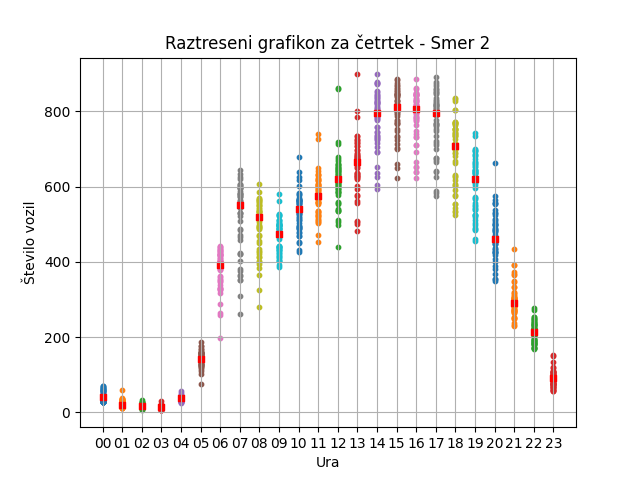 Raztreseni grafikon za četrtek - Smer 2
Število vozil
800
600
400
200
0
00 01 02 03 04 05 06 07 08 09 10 11 12 13 14 15 16 17 18 19 20 21 22 23
Ura